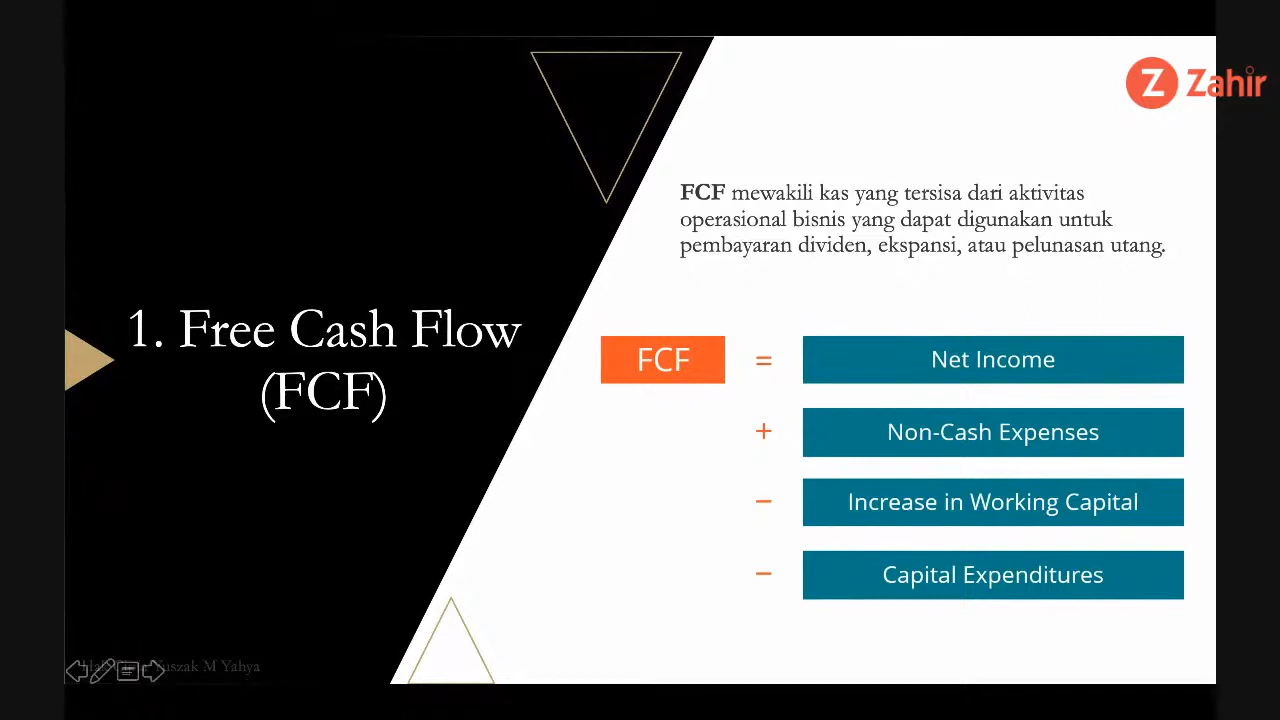 Z Zahir
FCF mewakili kas yang tersisa dari aktivitas
operasional bisnis yang dapat digunakan untuk
pembayaran dividen, ekspansi, atau pelunasan utang.
1. Free Cash Flow
(FCF)
FCF = Net Income
+ Non-Cash Expenses
− Increase in Working Capital
− Capital Expenditures
Yuszak M Yahya